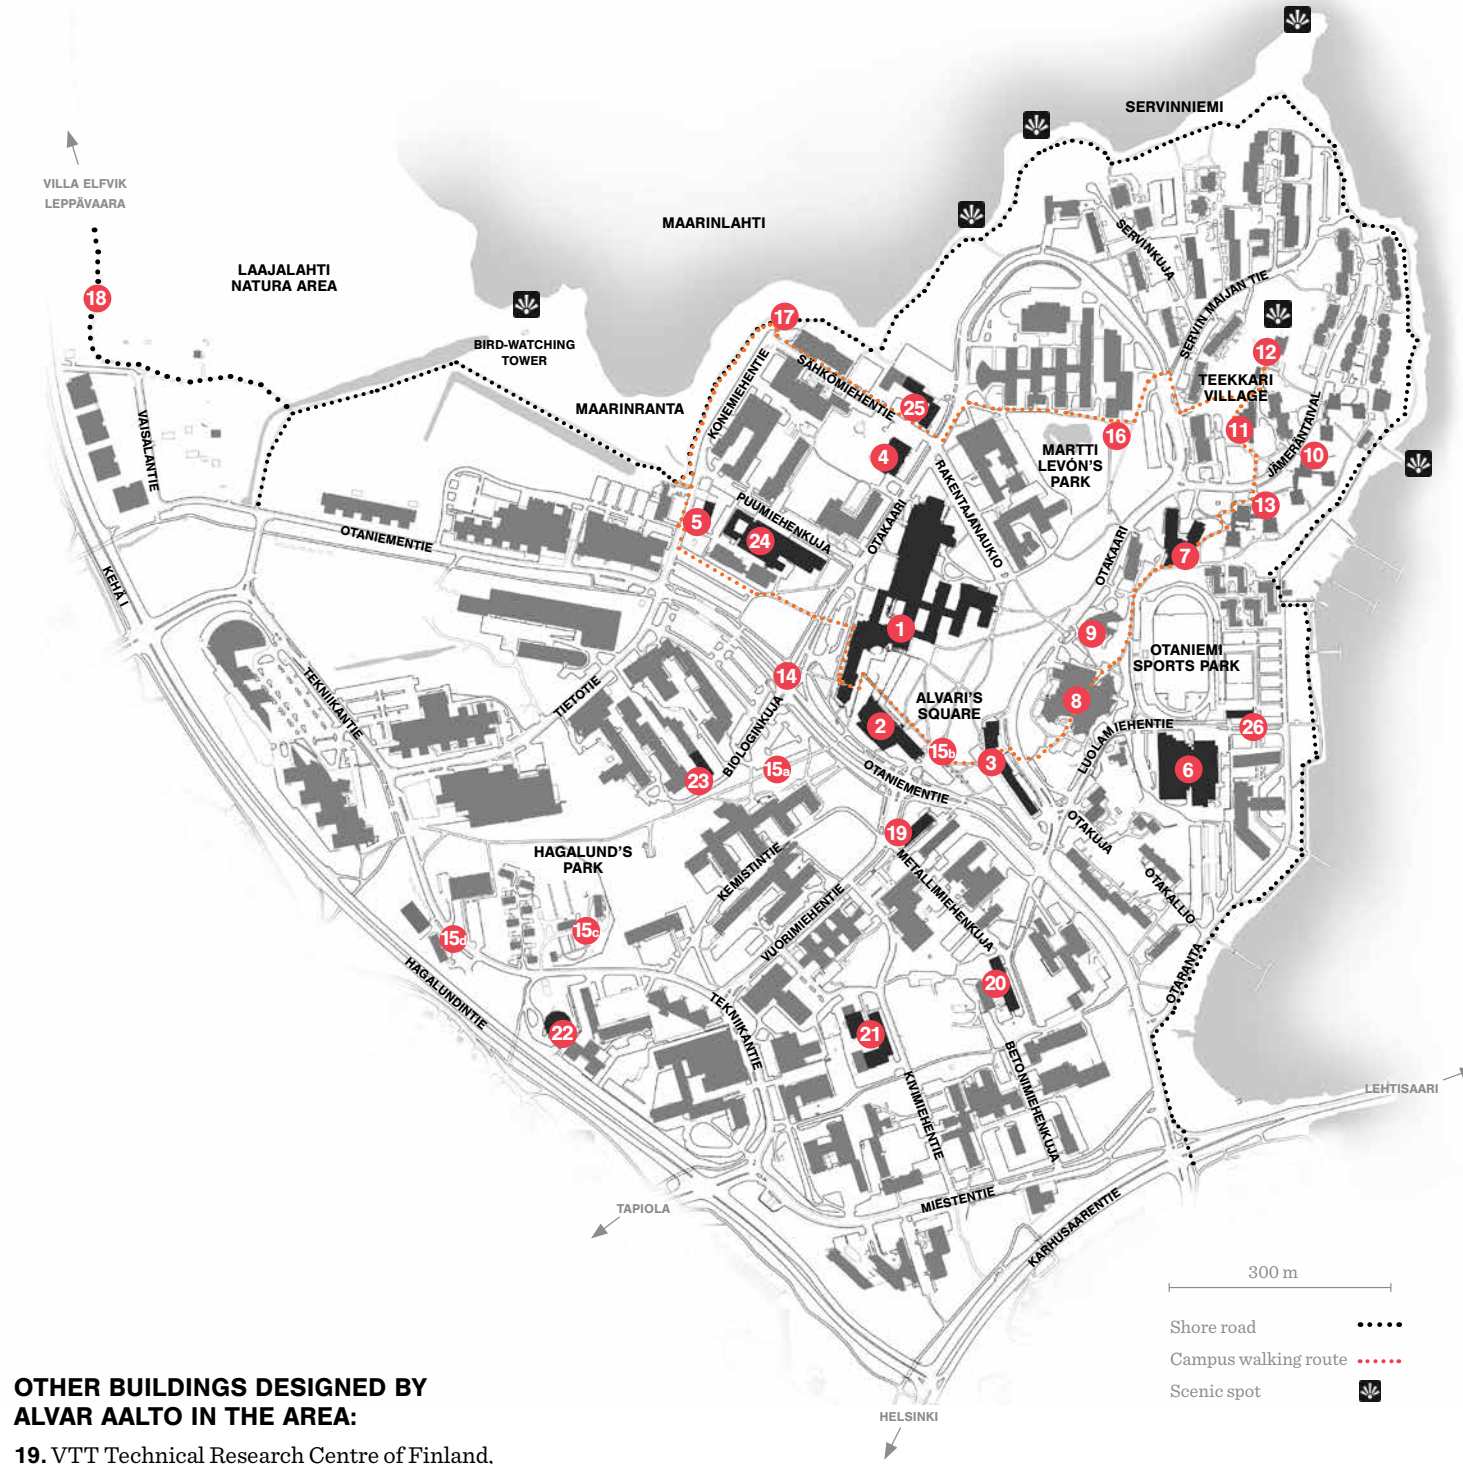 SERVINNIEMI
VILLA ELFVIK
LEPPÄVAARA
MAARINLAHTI
SERVINKUJA
LAAJALAHTI
NATURA AREA
SERVIN MAIJAN TIE
18
17
BIRD-WATCHING
TOWER
KONEMIEHENTIE
SÄHKÖMIEHENTIE
12
TEEKKARI
VILLAGE
MAARINRANTA
25
VAISALANTIE
11
16
JÄMERÄNTAIVAL
10
4
MARTTI
LEVÓN'S
PARK
RAKENTAJANAUKIO
PUUMIEHENKUJA
OTAKAARI
13
5
24
OTANIEMENTIE
OTAKAARI
7
KEHÄ I
1
9
OTANIEMI
SPORTS PARK
TEKNIIKANTIE
TIETOTIE
14
BIOLOGINKUJA
ALVARI'S
SQUARE
8
2
LUOLAMIEHENTIE
26
15b
3
15a
23
6
OTANIEMENTIE
19
OTAKUJA
HAGALUND'S
PARK
KEMISTINTIE
METALLIMIEHENKUJA
OTAKALLIO
VUORIMIEHENTIE
15c
15d
HAGALUNDINTIE
20
OTARANTA
TEKNIIKANTIE
22
21
KIVIMIEHENTIE
BETONIMIEHENKUJA
LEHTISAARI
TAPIOLA
MIESTENTIE
KARHUSAARENTIE
300 m
Shore road
Campus walking route
Scenic spot
HELSINKI
OTHER BUILDINGS DESIGNED BY
ALVAR AALTO IN THE AREA:
19. VTT Technical Research Centre of Finland,